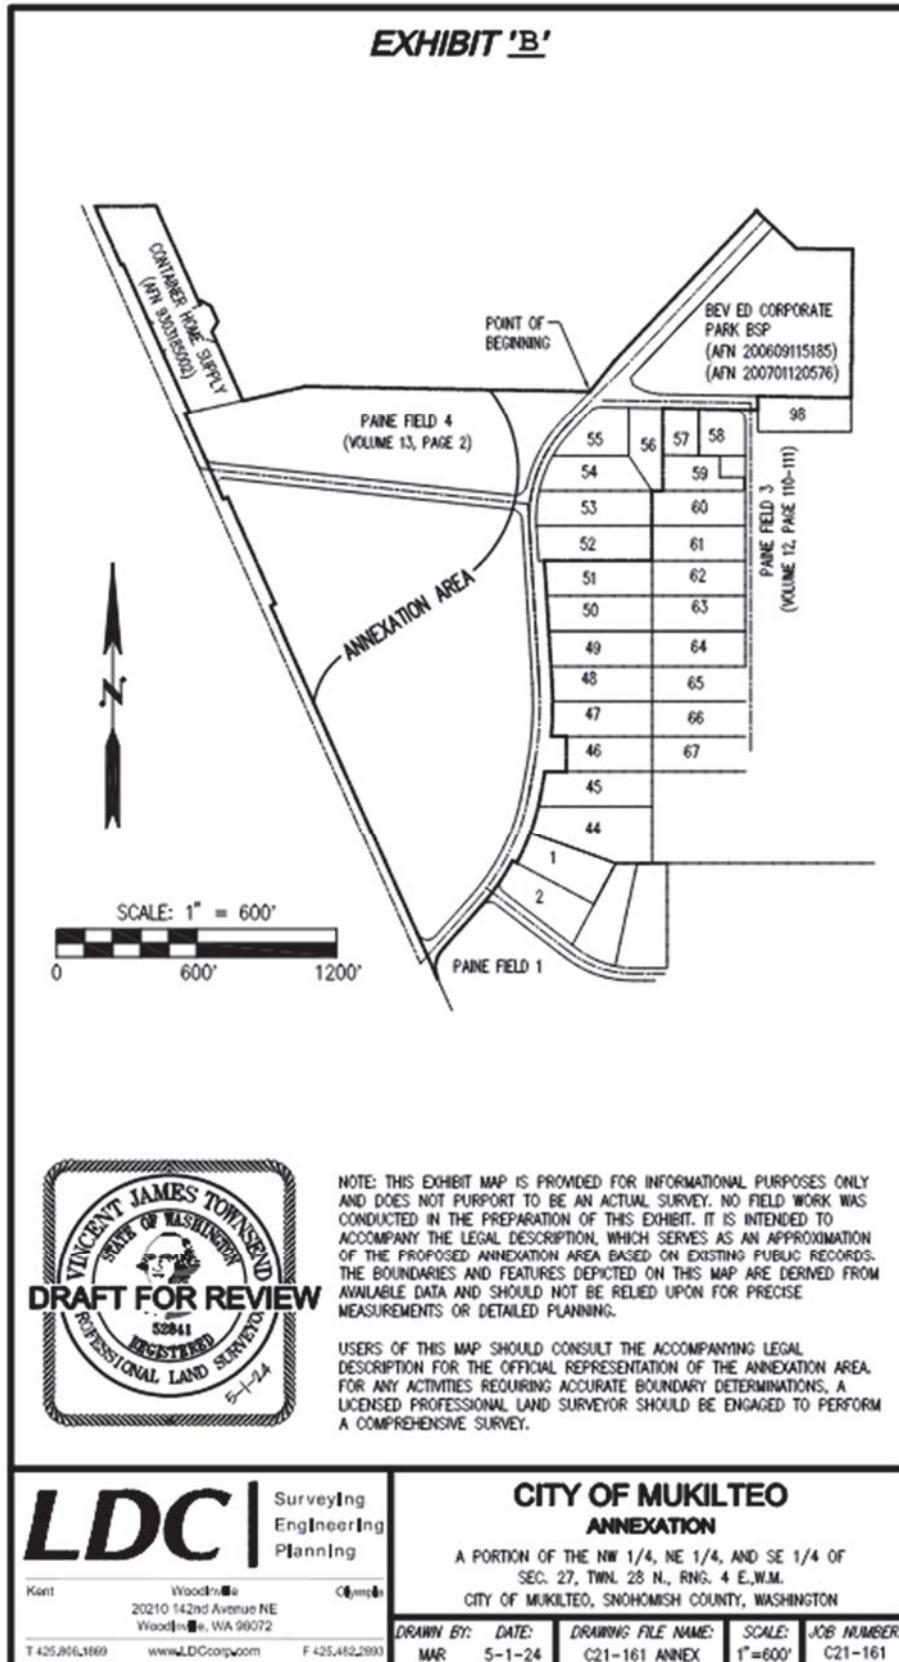 EXHIBIT 'B'
CONTAINER HOME SUPPLY
(AFN 9303185002)
POINT OF
BEGINNING
BEV ED CORPORATE
PARK BSP
(AFN 200609115185)
(AFN 200701120576)
98
PAINE FIELD 4
(VOLUME 13, PAGE 2)
55
56
57
58
54
59
53
60
52
61
51
62
50
63
49
64
48
65
47
66
46
67
45
44
1
2
PAINE FIELD 3
(VOLUME 12, PAGE 110-111)
ANNEXATION AREA
N
SCALE: 1" = 600'
0 600' 1200'
PAINE FIELD 1
VINCENT JAMES TOWNSEND
STATE OF WASHINGTON
DRAFT FOR REVIEW
52841
REGISTERED
PROFESSIONAL LAND SURVEYOR
5-1-24
NOTE: THIS EXHIBIT MAP IS PROVIDED FOR INFORMATIONAL PURPOSES ONLY
AND DOES NOT PURPORT TO BE AN ACTUAL SURVEY. NO FIELD WORK WAS
CONDUCTED IN THE PREPARATION OF THIS EXHIBIT. IT IS INTENDED TO
ACCOMPANY THE LEGAL DESCRIPTION, WHICH SERVES AS AN APPROXIMATION
OF THE PROPOSED ANNEXATION AREA BASED ON EXISTING PUBLIC RECORDS.
THE BOUNDARIES AND FEATURES DEPICTED ON THIS MAP ARE DERIVED FROM
AVAILABLE DATA AND SHOULD NOT BE RELIED UPON FOR PRECISE
MEASUREMENTS OR DETAILED PLANNING.
USERS OF THIS MAP SHOULD CONSULT THE ACCOMPANYING LEGAL
DESCRIPTION FOR THE OFFICIAL REPRESENTATION OF THE ANNEXATION AREA.
FOR ANY ACTIVITIES REQUIRING ACCURATE BOUNDARY DETERMINATIONS, A
LICENSED PROFESSIONAL LAND SURVEYOR SHOULD BE ENGAGED TO PERFORM
A COMPREHENSIVE SURVEY.
LDC
Surveying
Engineering
Planning
Kent Woodinville Olympia
20210 142nd Avenue NE
Woodinville, WA 98072
T 425.806.1869 www.LDCcorp.com F 425.482.2893
CITY OF MUKILTEO
ANNEXATION
A PORTION OF THE NW 1/4, NE 1/4, AND SE 1/4 OF
SEC. 27, TWN. 28 N., RNG. 4 E.,W.M.
CITY OF MUKILTEO, SNOHOMISH COUNTY, WASHINGTON
DRAWN BY: DATE: DRAWING FILE NAME: SCALE: JOB NUMBER:
MAR 5-1-24 C21-161 ANNEX 1"=600' C21-161